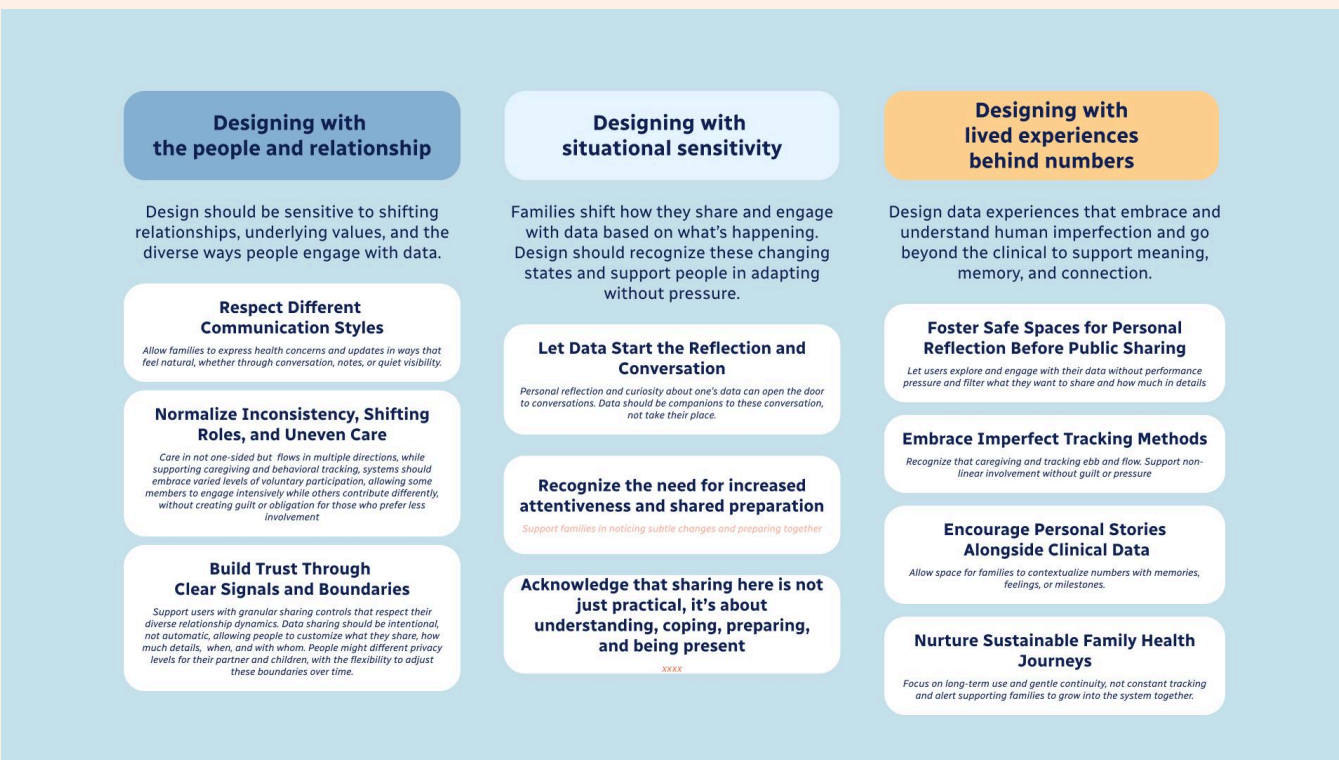 Designing with
the people and relationship
Design should be sensitive to shifting
relationships, underlying values, and the
diverse ways people engage with data.
Respect Different
Communication Styles
Allow families to express health concerns and updates in ways that
feel natural, whether through conversation, notes, or quiet visibility.
Normalize Inconsistency, Shifting
Roles, and Uneven Care
Care in not one-sided but flows in multiple directions, while
supporting caregiving and behavioral tracking, systems should
embrace varied levels of voluntary participation, allowing some
members to engage intensively while others contribute differently,
without creating guilt or obligation for those who prefer less
involvement
Build Trust Through
Clear Signals and Boundaries
Support users with granular sharing controls that respect their
diverse relationship dynamics. Data sharing should be intentional,
not automatic, allowing people to customize what they share, how
much details, when, and with whom. People might different privacy
levels for their partner and children, with the flexibility to adjust
these boundaries over time.
Designing with
situational sensitivity
Families shift how they share and engage
with data based on what's happening.
Design should recognize these changing
states and support people in adapting
without pressure.
Let Data Start the Reflection and
Conversation
Personal reflection and curiosity about one's data can open the door
to conversations. Data should be companions to these conversation,
not take their place.
Recognize the need for increased
attentiveness and shared preparation
Support families in noticing subtle changes and preparing together
Acknowledge that sharing here is not
just practical, it's about
understanding, coping, preparing,
and being present
xxxx
Designing with
lived experiences
behind numbers
Design data experiences that embrace and
understand human imperfection and go
beyond the clinical to support meaning,
memory, and connection.
Foster Safe Spaces for Personal
Reflection Before Public Sharing
Let users explore and engage with their data without performance
pressure and filter what they want to share and how much in details
Embrace Imperfect Tracking Methods
Recognize that caregiving and tracking ebb and flow. Support non-
linear involvement without guilt or pressure
Encourage Personal Stories
Alongside Clinical Data
Allow space for families to contextualize numbers with memories,
feelings, or milestones.
Nurture Sustainable Family Health
Journeys
Focus on long-term use and gentle continuity, not constant tracking
and alert supporting families to grow into the system together.